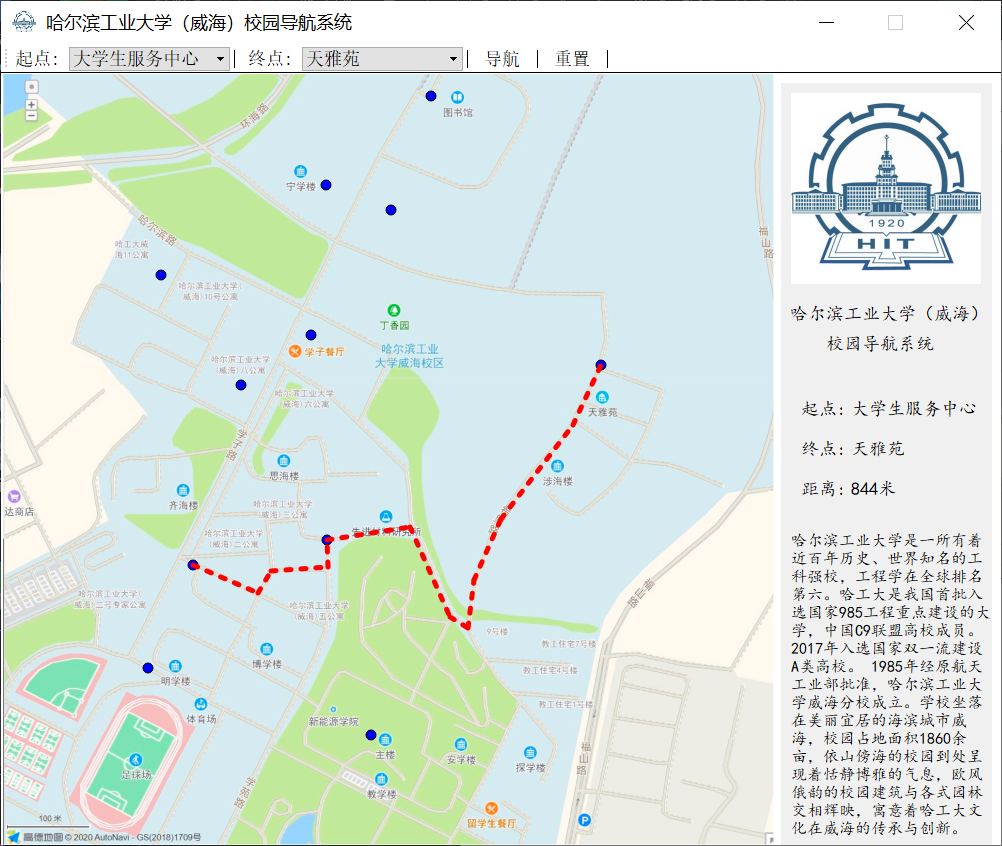 哈尔滨工业大学（威海）校园导航系统
起点: 大学生服务中心 终点: 天雅苑 导航 重置
图书馆
环海路
宁学楼
哈尔滨路
福山路
哈工大威
海11公寓
哈尔滨工业大学(
威海)10号公寓
丁香园
学子餐厅
哈尔滨工业
大学威海校区
哈尔滨工业大学
(威海)八公寓
哈尔滨工业大学
威海)六公寓
天雅苑
学子路
思海楼
涉海楼
齐海楼
达商店
哈尔滨工业大学
(威海)三公寓
先进材料研究所
哈尔滨工业大学
(威海)二公寓
哈尔滨工业大学(
威海)二号专家公寓
哈尔滨工业大学
(威海)五公寓
福山路
9号楼
教工住宅7号楼
博学楼
明学楼
教工住宅4号楼
体育场
教工住宅1号楼
新能源学院
主楼
安学楼
探学楼
足球场
福山路
教学楼
学苑路
留学生餐厅
P
100 米
高德地图 © 2020 AutoNavi - GS(2018)1709号
1920
HIT
哈尔滨工业大学（威海）
校园导航系统
起点: 大学生服务中心
终点: 天雅苑
距离: 844米
哈尔滨工业大学是一所有着
近百年历史、世界知名的工
科强校，工程学在全球排名
第六。哈工大是我国首批入
选国家985工程重点建设的大
学，中国C9联盟高校成员。
2017年入选国家双一流建设
A类高校。 1985年经原航天
工业部批准，哈尔滨工业大
学威海分校成立。学校坐落
在美丽宜居的海滨城市威
海，校园占地面积1860余
亩，依山傍海的校园到处呈
现着恬静博雅的气息，欧风
俄韵的校园建筑与各式园林
交相辉映，寓意着哈工大文
化在威海的传承与创新。